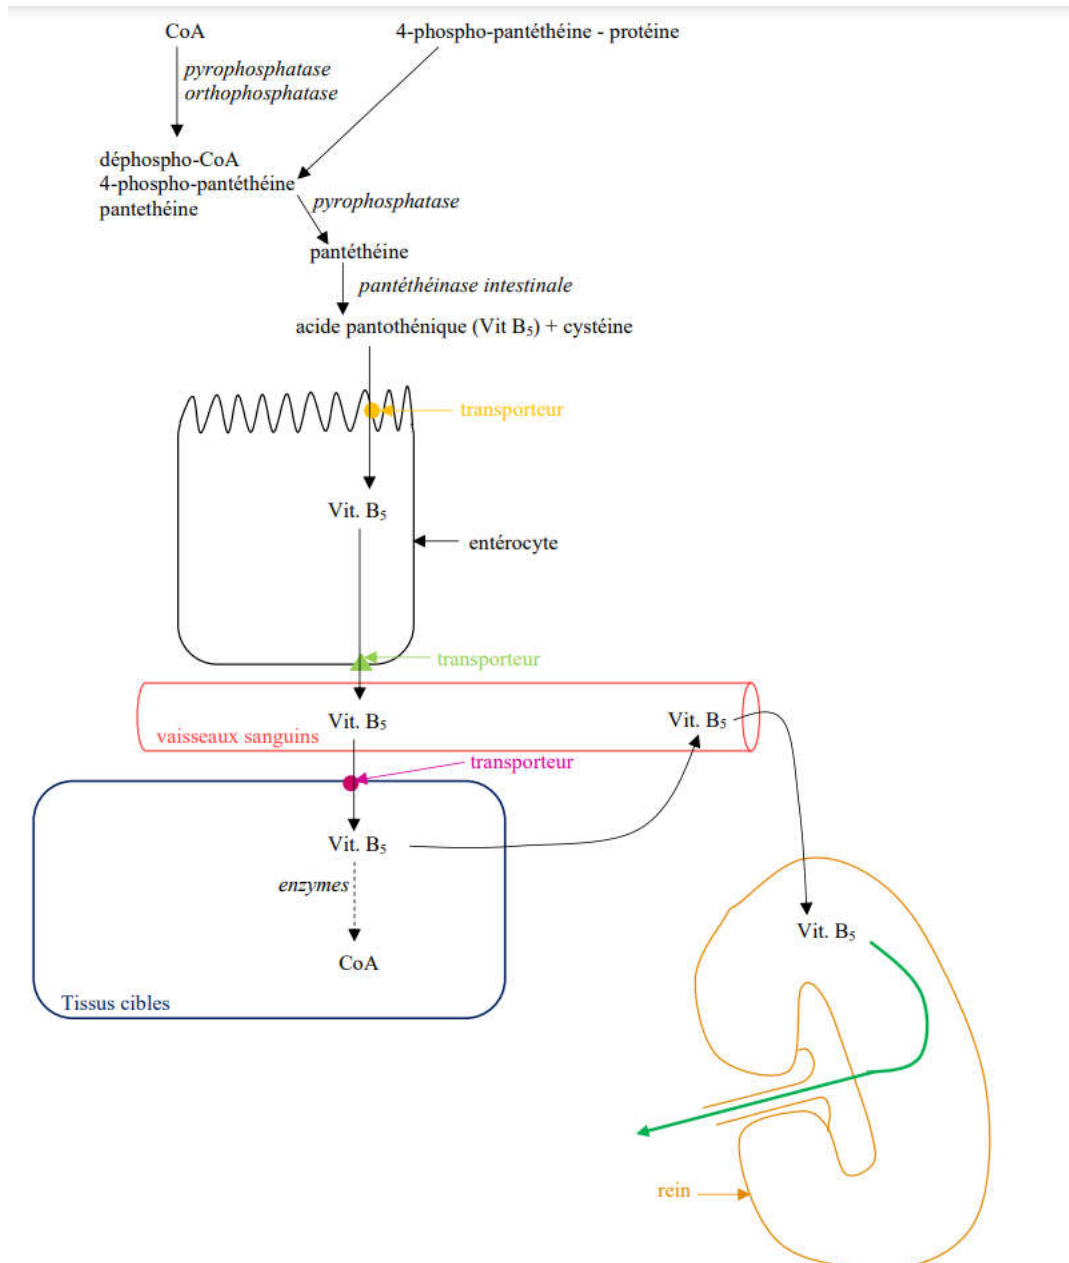 CoA
4-phospho-pantéthéine - protéine
pyrophosphatase
orthophosphatase
déphospho-CoA
4-phospho-pantéthéine
pantethéine
pyrophosphatase
pantéthéine
pantéthéinase intestinale
acide pantothénique (Vit B₅) + cystéine
transporteur
Vit. B₅
entérocyte
transporteur
Vit. B₅
Vit. B₅
vaisseaux sanguins
transporteur
Vit. B₅
enzymes
Vit. B₅
CoA
Tissus cibles
rein